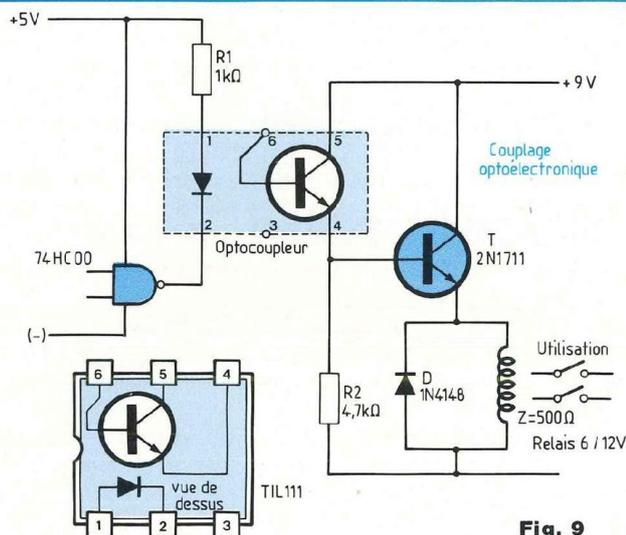 +5V
R1
1kΩ
+9V
1
6
5
Couplage
optoélectronique
2
3
4
Optocoupleur
T
2N1711
74HC00
(-)
Utilisation
D
1N4148
R2
4,7kΩ
Z=500Ω
Relais 6/12V
6
5
4
vue de
dessus
TIL111
1
2
3
Fig. 9